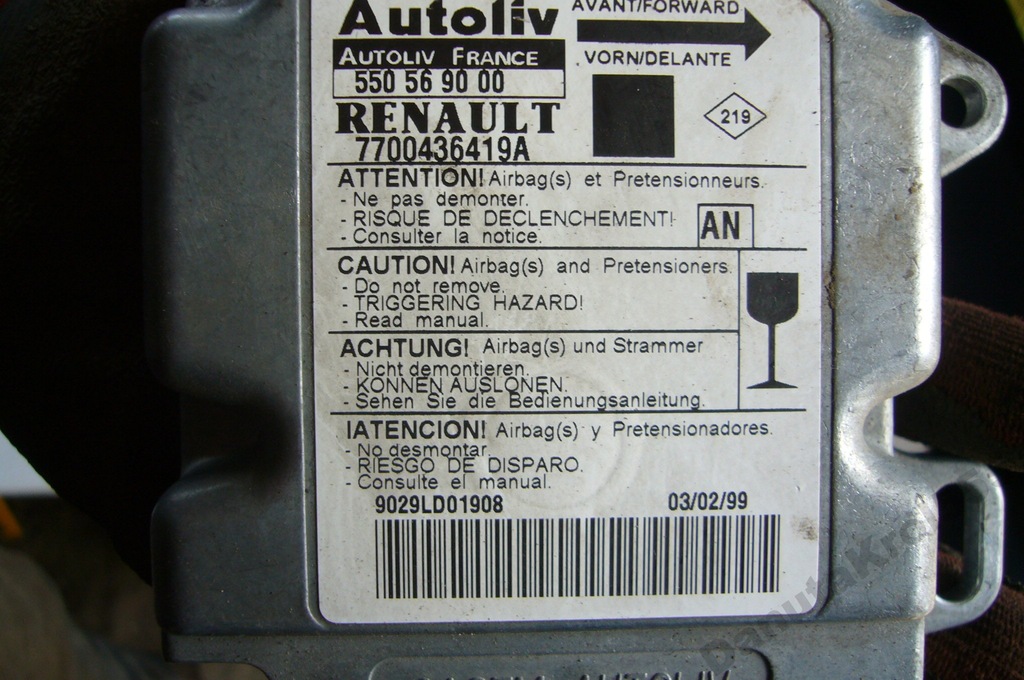 Autoliv
AVANT/FORWARD
AUTOLIV FRANCE
VORN/DELANTE
550 56 90 00
RENAULT
219
7700436419A
ATTENTION! Airbag(s) et Pretensionneurs.
- Ne pas demonter.
- RISQUE DE DECLENCHEMENT!
- Consulter la notice.
AN
CAUTION! Airbag(s) and Pretensioners.
- Do not remove.
- TRIGGERING HAZARD!
- Read manual.
ACHTUNG! Airbag(s) und Strammer
- Nicht demontieren.
- KONNEN AUSLONEN.
- Sehen Sie die Bedienungsanleitung.
IATENCION! Airbag(s) y Pretensionadores.
- No desmontar.
- RIESGO DE DISPARO.
- Consulte el manual.
9029LD01908 03/02/99